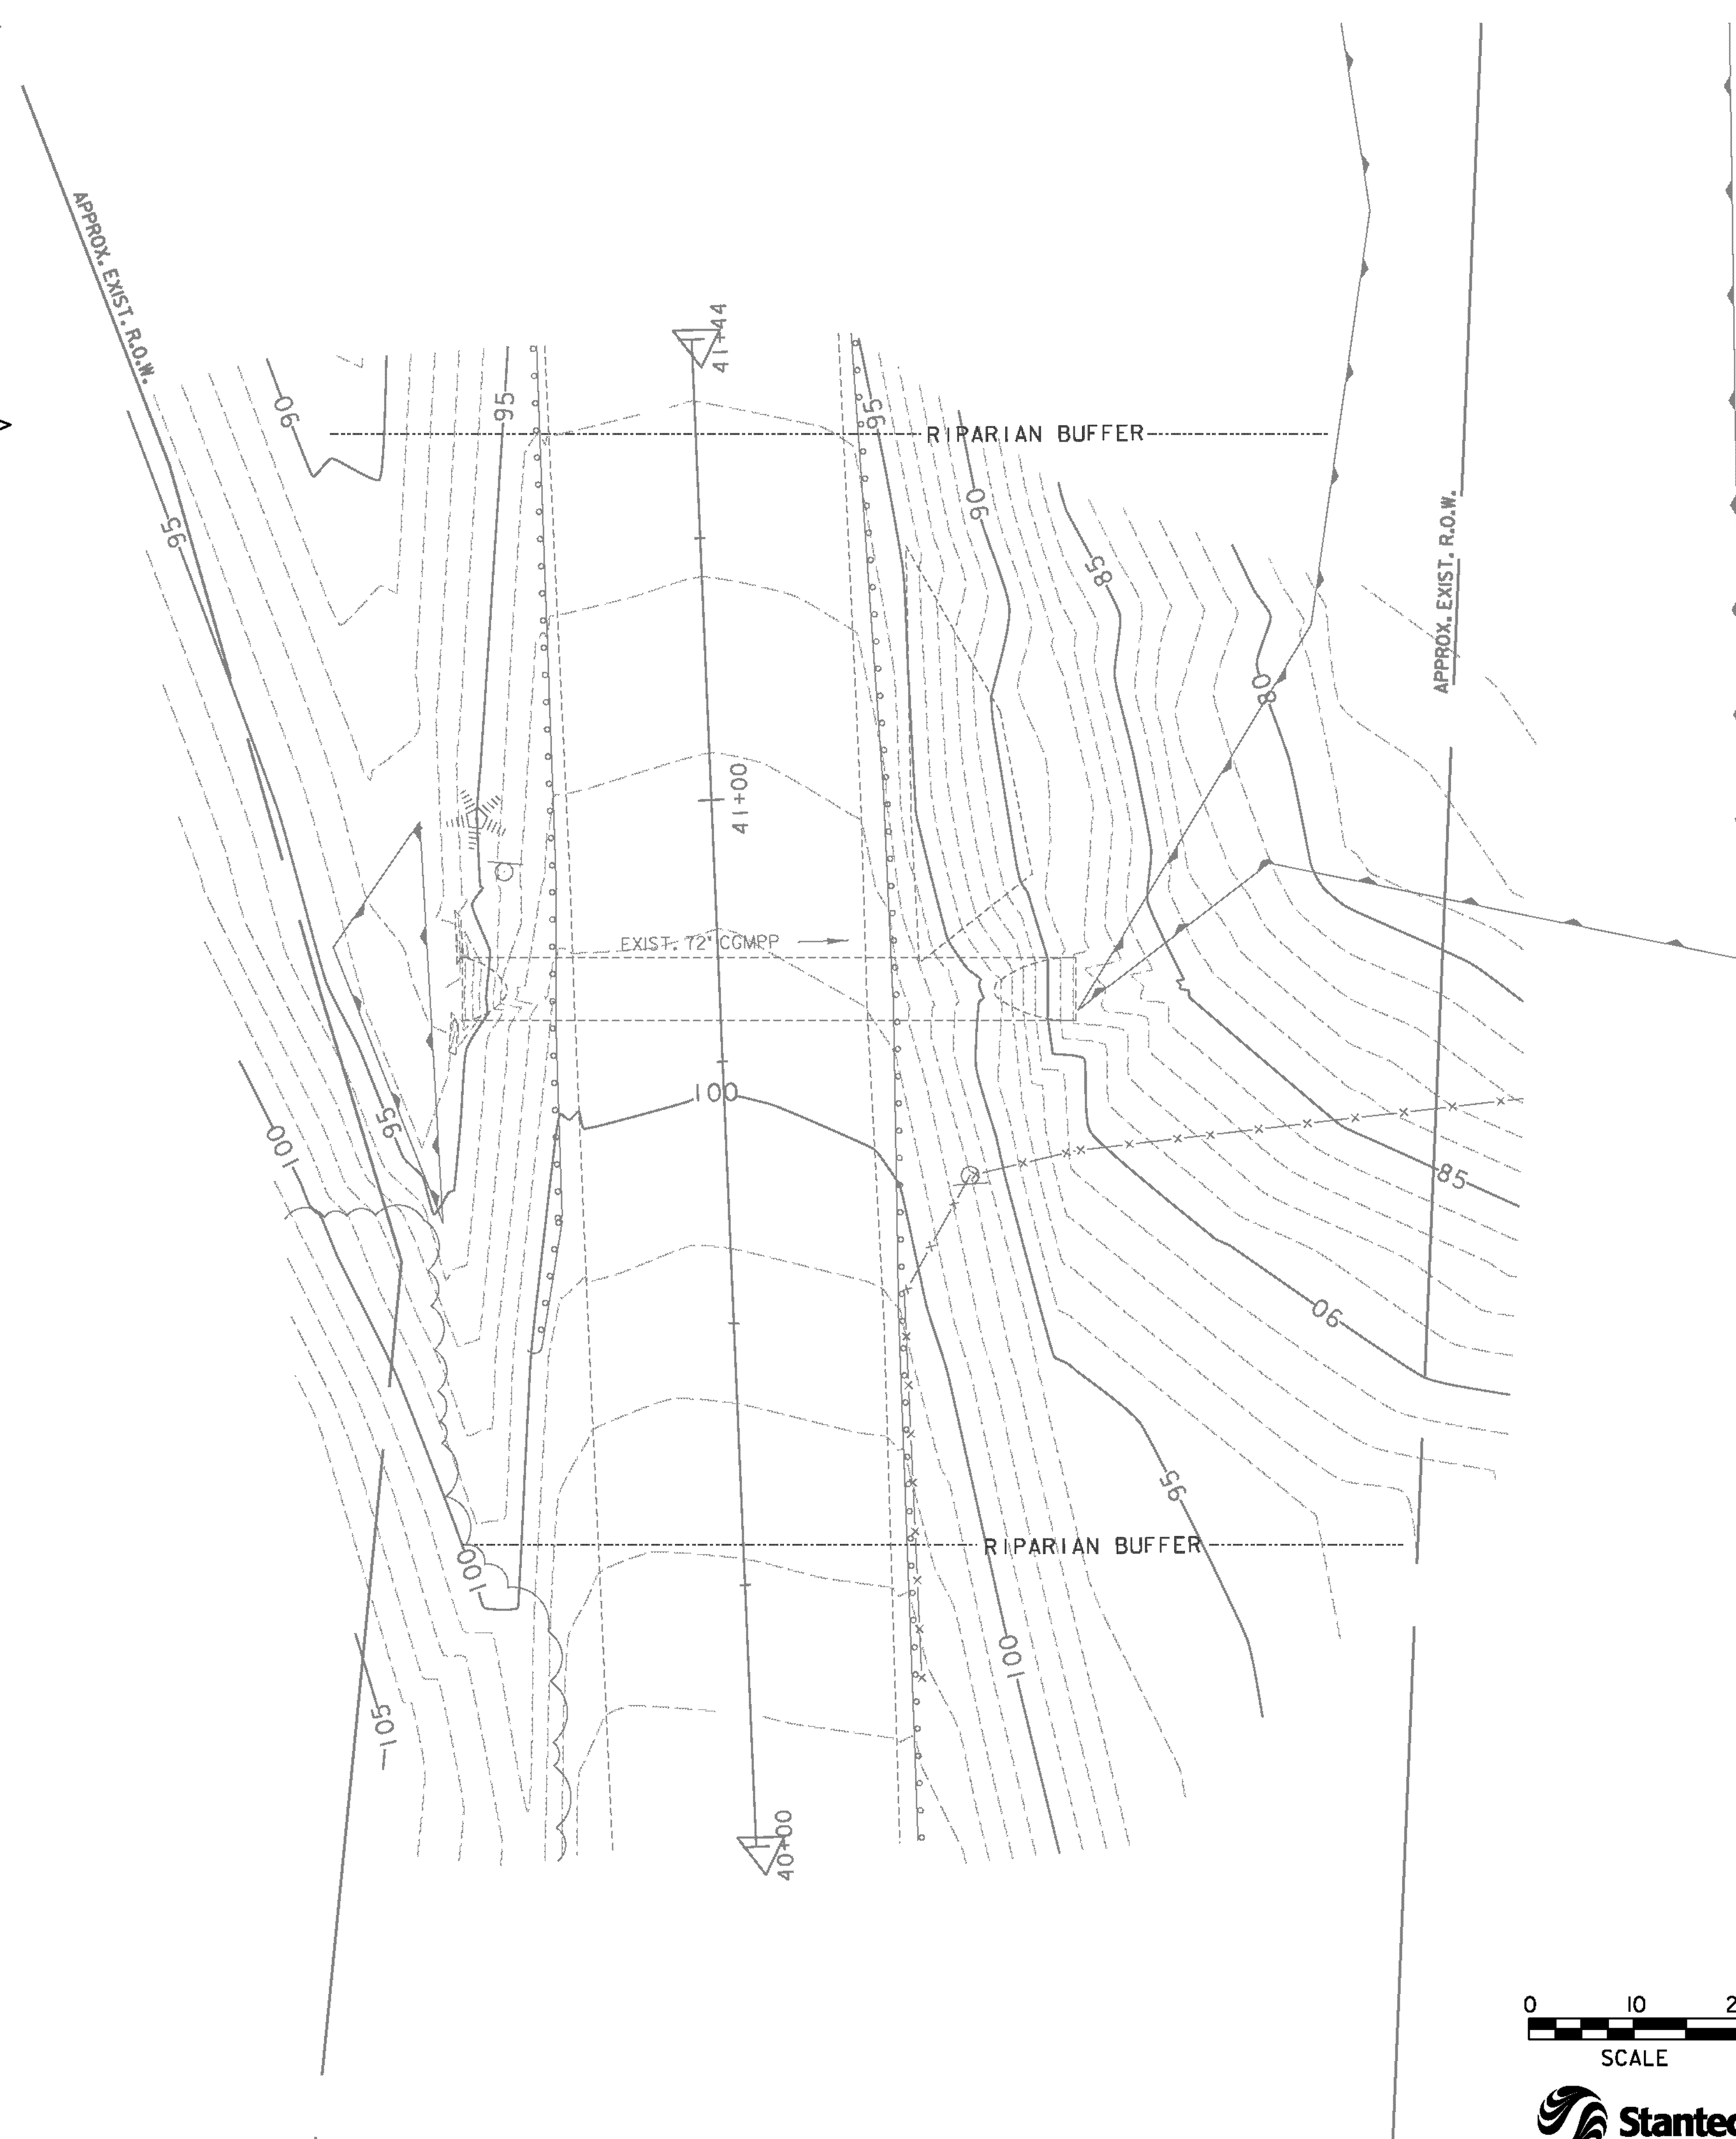 APPROX. EXIST. R.O.W.
41+44
90
95
95
RIPARIAN BUFFER
95
90
85
APPROX. EXIST. R.O.W.
80
41+00
EXIST. 72" CGMPP
100
95
100
85
90
95
RIPARIAN BUFFER
100
100
105
40+00
0 10
SCALE
Stantec